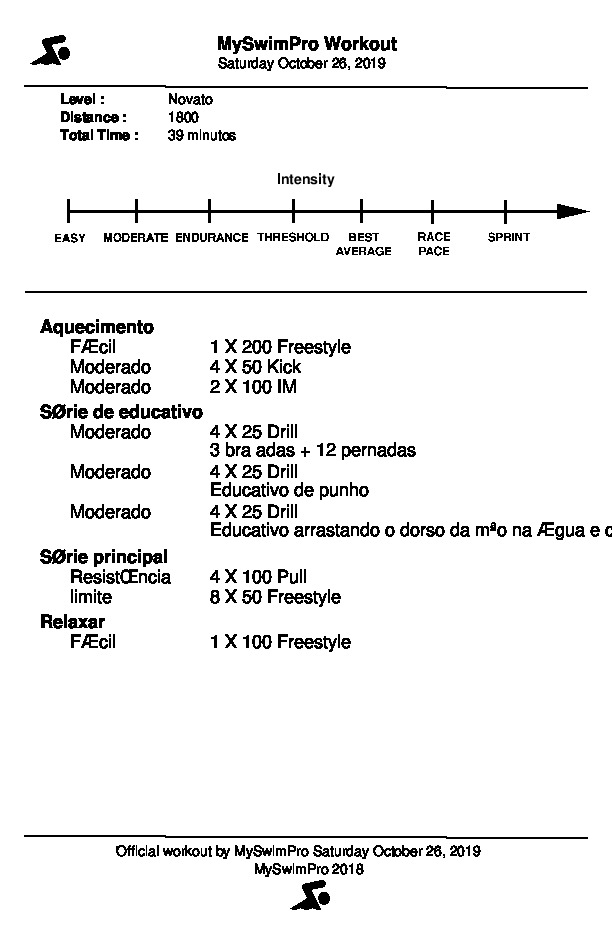 MySwimPro Workout
Saturday October 26, 2019
Level : Novato
Distance : 1800
Total Time : 39 minutos
Intensity
EASY MODERATE ENDURANCE THRESHOLD BEST AVERAGE RACE PACE SPRINT
Aquecimento
FÆcil 1 X 200 Freestyle
Moderado 4 X 50 Kick
Moderado 2 X 100 IM
SØrie de educativo
Moderado 4 X 25 Drill
3 bra adas + 12 pernadas
Moderado 4 X 25 Drill
Educativo de punho
Moderado 4 X 25 Drill
Educativo arrastando o dorso da mªo na Ægua e
SØrie principal
ResistŒncia 4 X 100 Pull
limite 8 X 50 Freestyle
Relaxar
FÆcil 1 X 100 Freestyle
Official workout by MySwimPro Saturday October 26, 2019
MySwimPro 2018